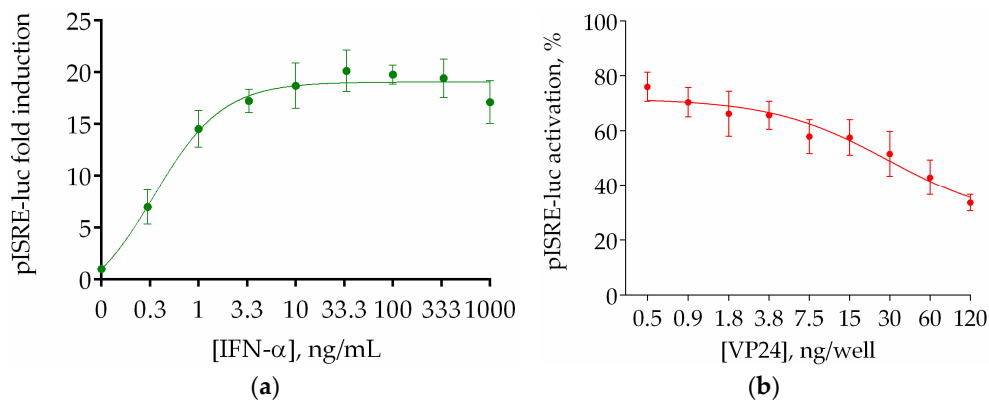 pISRE-luc fold induction
25
20
15
10
5
0
0 0.3 1 3.3 10 33.3 100 333 1000
[IFN-α], ng/mL
(a)
pISRE-luc activation, %
100
80
60
40
20
0
0.5 0.9 1.8 3.8 7.5 15 30 60 120
[VP24], ng/well
(b)